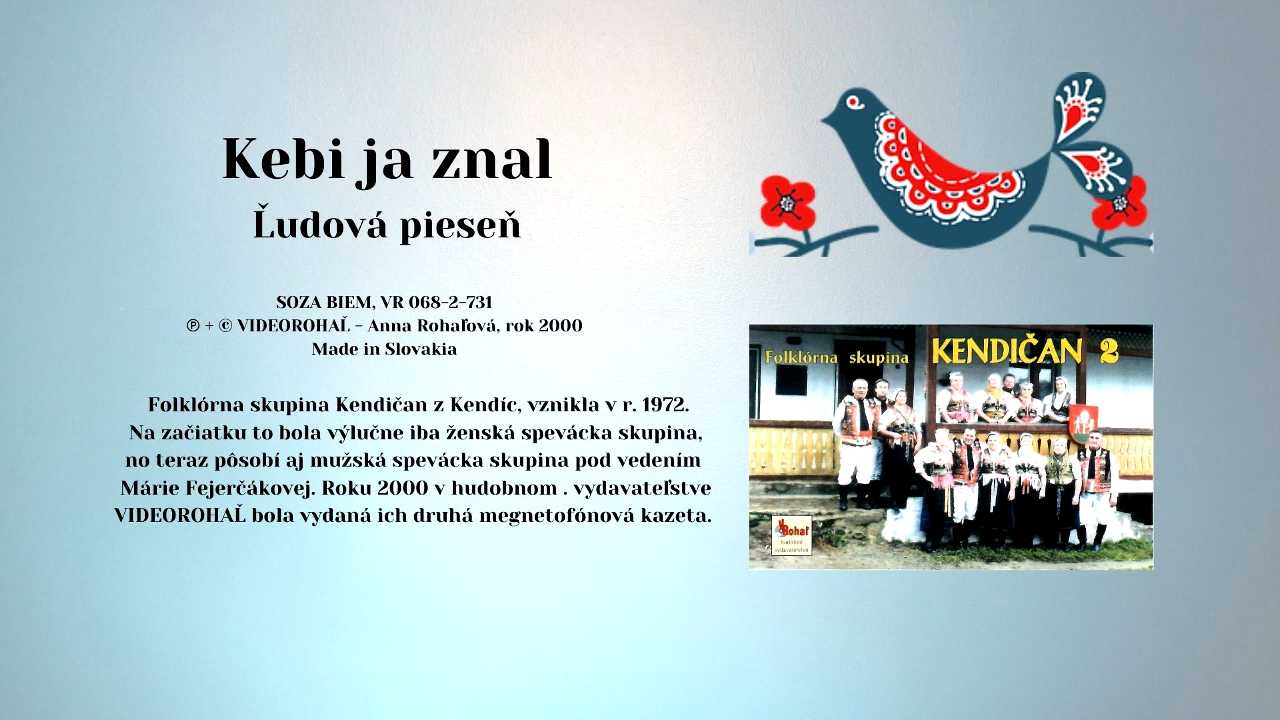 Kebi ja znal
Ľudová pieseň
SOZA BIEM, VR 068-2-731
℗ + © VIDEOROHAĽ - Anna Rohaľová, rok 2000
Made in Slovakia
Folklórna skupina Kendičan z Kendíc, vznikla v r. 1972.
Na začiatku to bola výlučne iba ženská spevácka skupina,
no teraz pôsobí aj mužská spevácka skupina pod vedením
Márie Fejerčákovej. Roku 2000 v hudobnom . vydavateľstve
VIDEOROHAĽ bola vydaná ich druhá megnetofónová kazeta.
Folklórna skupina KENDIČAN 2
Rohaľ
hudobné
vydavateľstvo